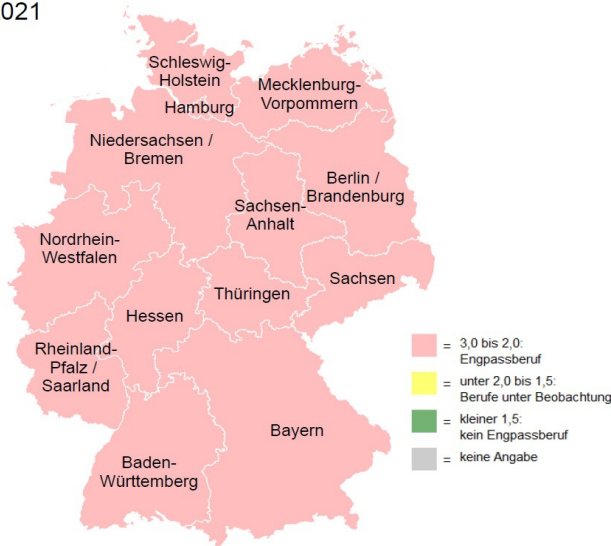 021
Schleswig-
Holstein
Mecklenburg-
Vorpommern
Hamburg
Niedersachsen /
Bremen
Berlin /
Brandenburg
Sachsen-
Anhalt
Nordrhein-
Westfalen
Sachsen
Thüringen
Hessen
Rheinland-
Pfalz /
Saarland
Bayern
Baden-
Württemberg
= 3,0 bis 2,0:
Engpassberuf
= unter 2,0 bis 1,5:
Berufe unter Beobachtung
= kleiner 1,5:
kein Engpassberuf
= keine Angabe